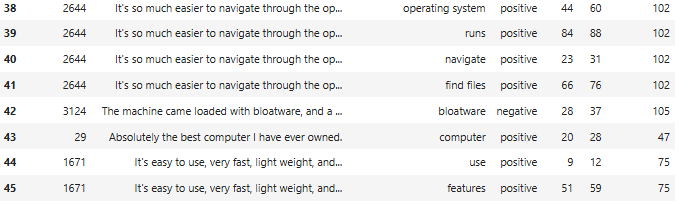 38 2644 It's so much easier to navigate through the op... operating system positive 44 60 102
39 2644 It's so much easier to navigate through the op... runs positive 84 88 102
40 2644 It's so much easier to navigate through the op... navigate positive 23 31 102
41 2644 It's so much easier to navigate through the op... find files positive 66 76 102
42 3124 The machine came loaded with bloatware, and a ... bloatware negative 28 37 105
43 29 Absolutely the best computer I have ever owned. computer positive 20 28 47
44 1671 It's easy to use, very fast, light weight, and... use positive 9 12 75
45 1671 It's easy to use, very fast, light weight, and... features positive 51 59 75